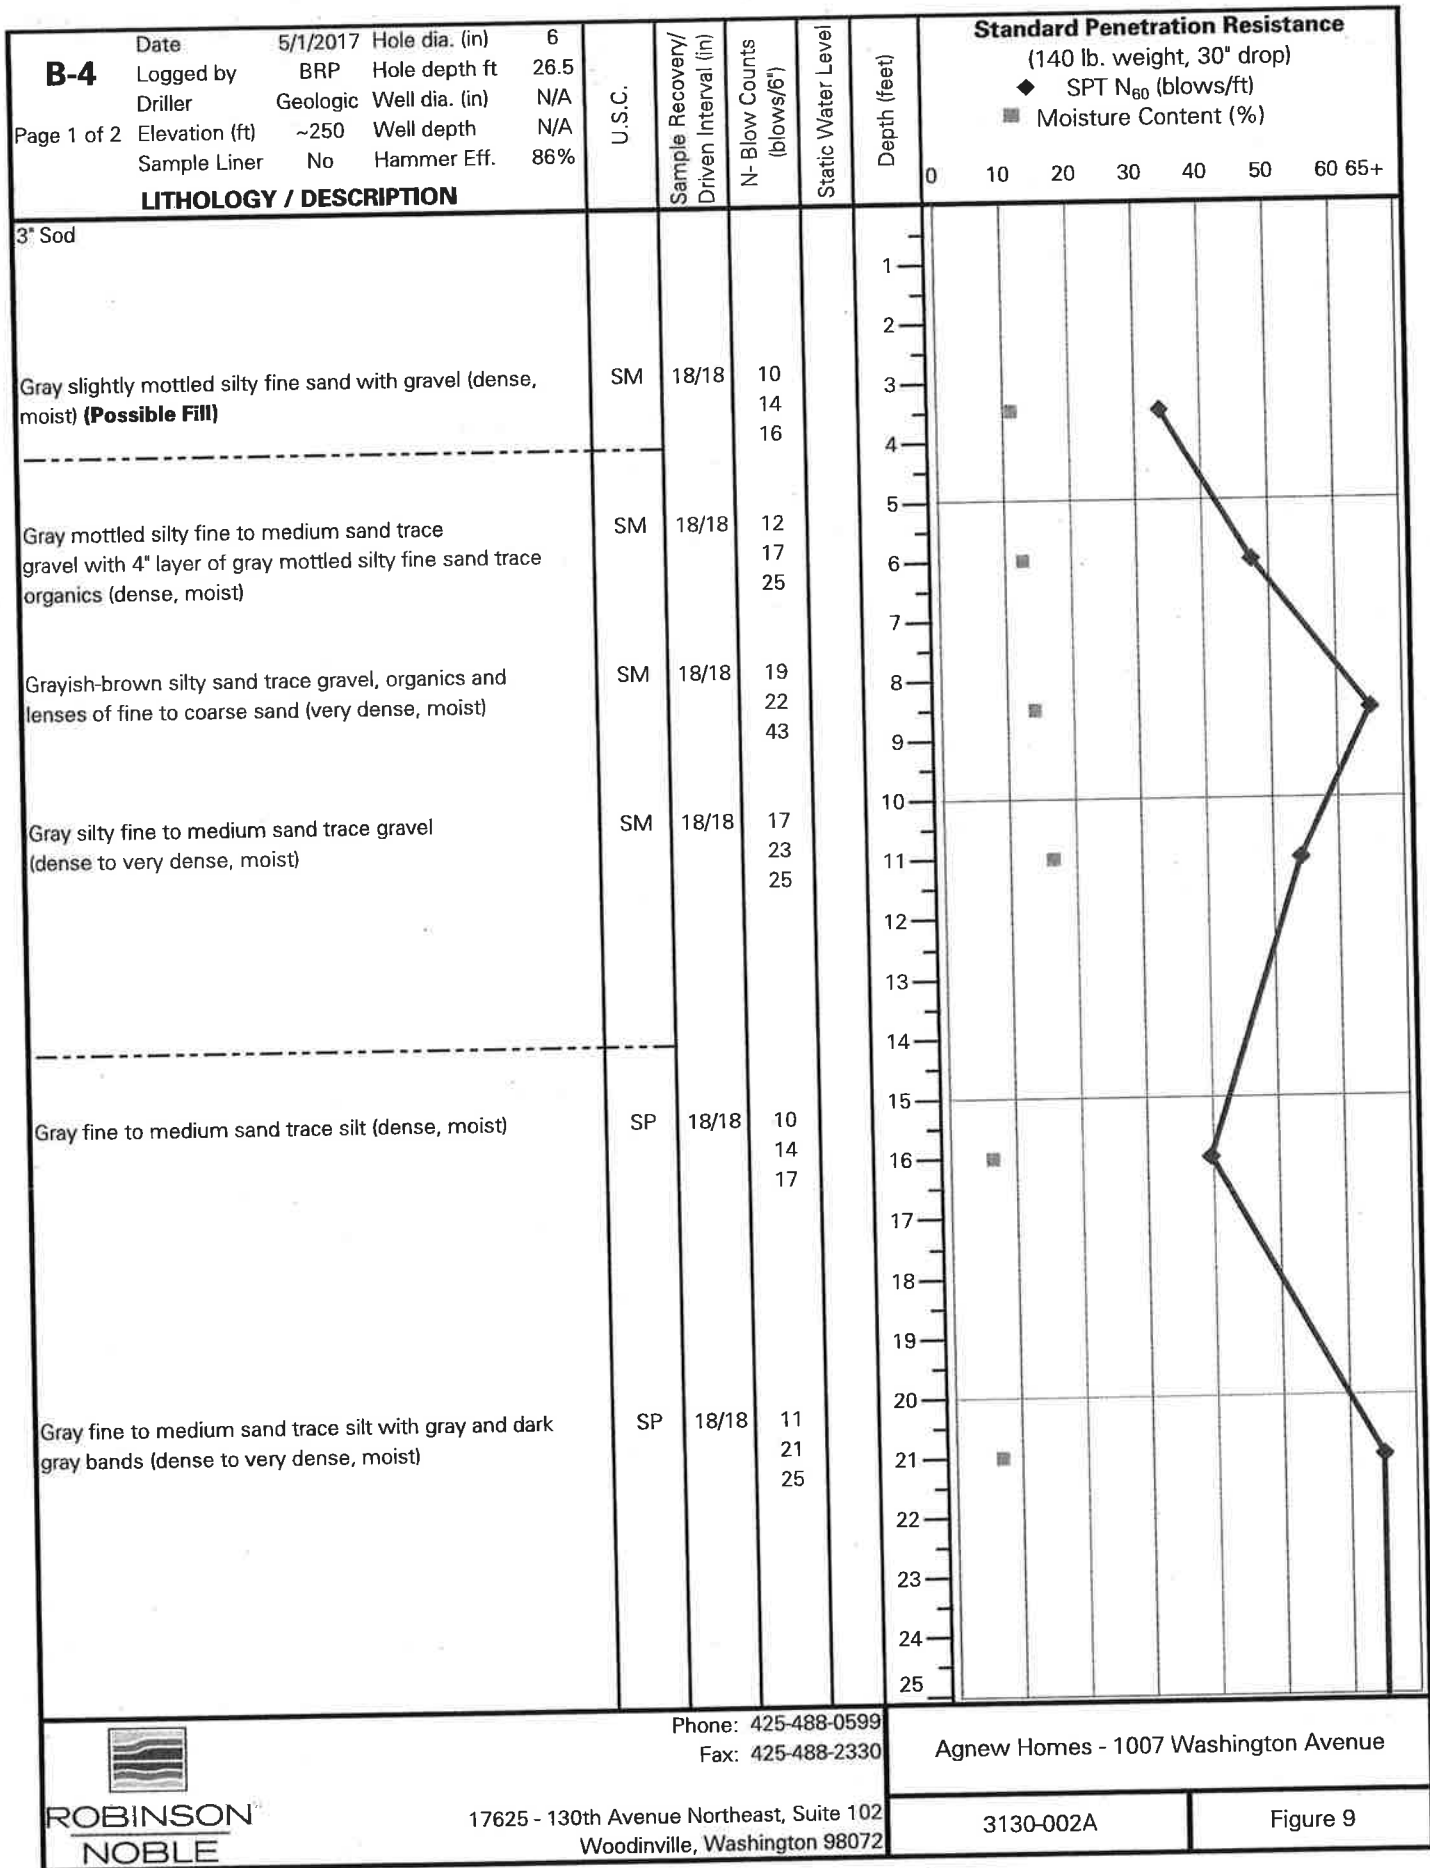 B-4
Page 1 of 2
Date 5/1/2017 Hole dia. (in) 6
Logged by BRP Hole depth ft 26.5
Driller Geologic Well dia. (in) N/A
Elevation (ft) ~250 Well depth N/A
Sample Liner No Hammer Eff. 86%
LITHOLOGY / DESCRIPTION
U.S.C.
Sample Recovery/
Driven Interval (in)
N- Blow Counts
(blows/6")
Static Water Level
Depth (feet)
Standard Penetration Resistance
(140 lb. weight, 30" drop)
◆ SPT N60 (blows/ft)
■ Moisture Content (%)
0 10 20 30 40 50 60 65+
3" Sod
1
2
3
4
5
6
7
8
9
10
11
12
13
14
15
16
17
18
19
20
21
22
23
24
25
Gray slightly mottled silty fine sand with gravel (dense,
moist) (Possible Fill)
SM 18/18 10
14
16
Gray mottled silty fine to medium sand trace
gravel with 4" layer of gray mottled silty fine sand trace
organics (dense, moist)
SM 18/18 12
17
25
Grayish-brown silty sand trace gravel, organics and
lenses of fine to coarse sand (very dense, moist)
SM 18/18 19
22
43
Gray silty fine to medium sand trace gravel
(dense to very dense, moist)
SM 18/18 17
23
25
Gray fine to medium sand trace silt (dense, moist)
SP 18/18 10
14
17
Gray fine to medium sand trace silt with gray and dark
gray bands (dense to very dense, moist)
SP 18/18 11
21
25
ROBINSON
NOBLE
Phone: 425-488-0599
Fax: 425-488-2330
17625 - 130th Avenue Northeast, Suite 102
Woodinville, Washington 98072
Agnew Homes - 1007 Washington Avenue
3130-002A
Figure 9